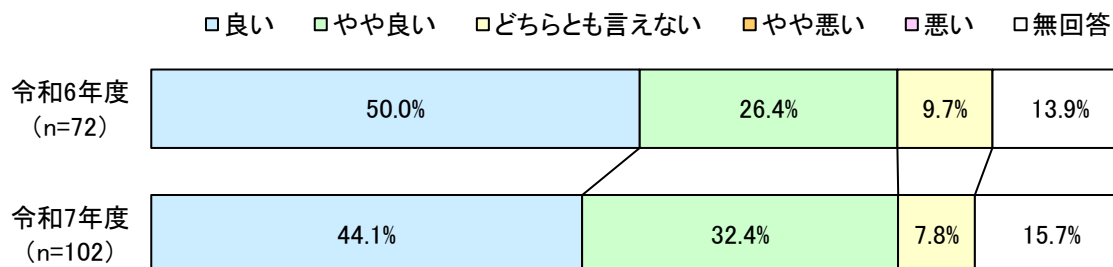 良い やや良い どちらとも言えない やや悪い 悪い 無回答
令和6年度
（n=72）
50.0% 26.4% 9.7% 13.9%
令和7年度
（n=102）
44.1% 32.4% 7.8% 15.7%